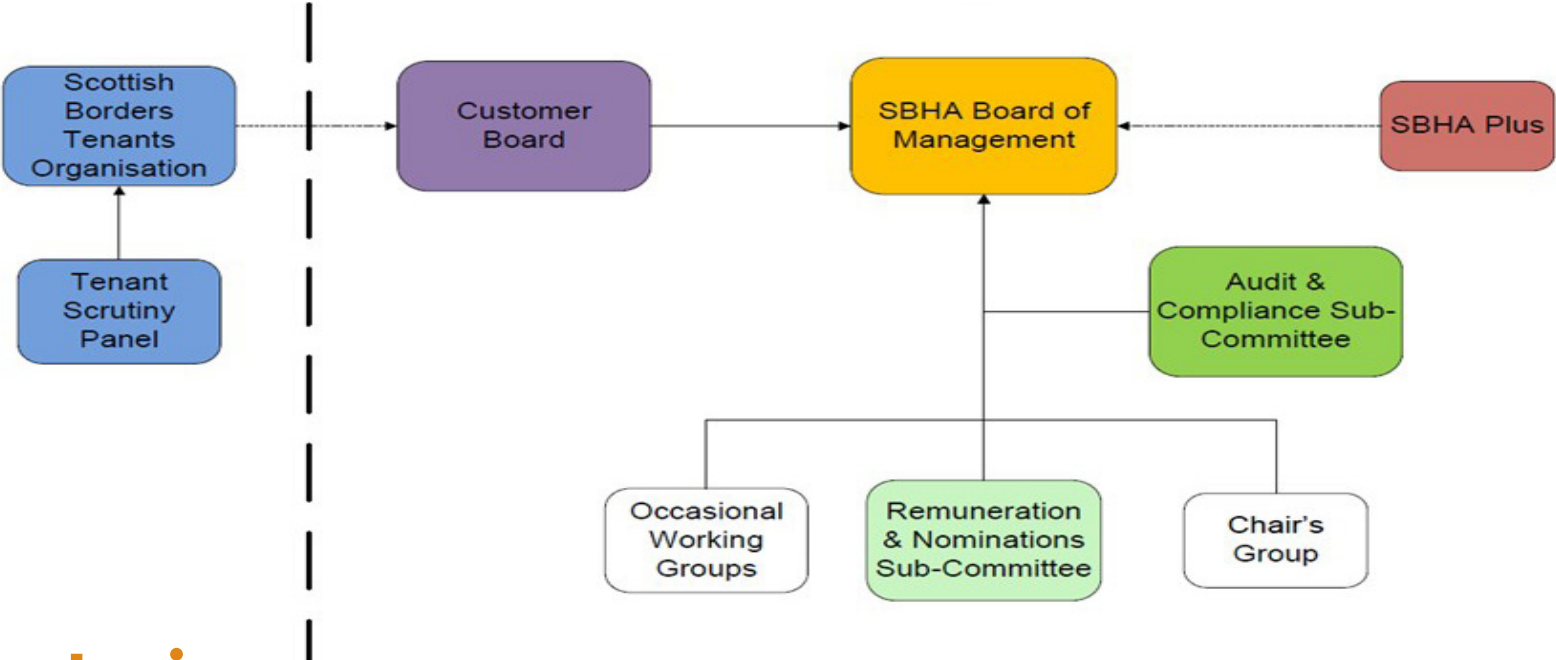 Scottish
Borders
Tenants
Organisation
Customer
Board
SBHA Board of
Management
SBHA Plus
Tenant
Scrutiny
Panel
Audit &
Compliance Sub-
Committee
Occasional
Working
Groups
Remuneration
& Nominations
Sub-Committee
Chair’s
Group